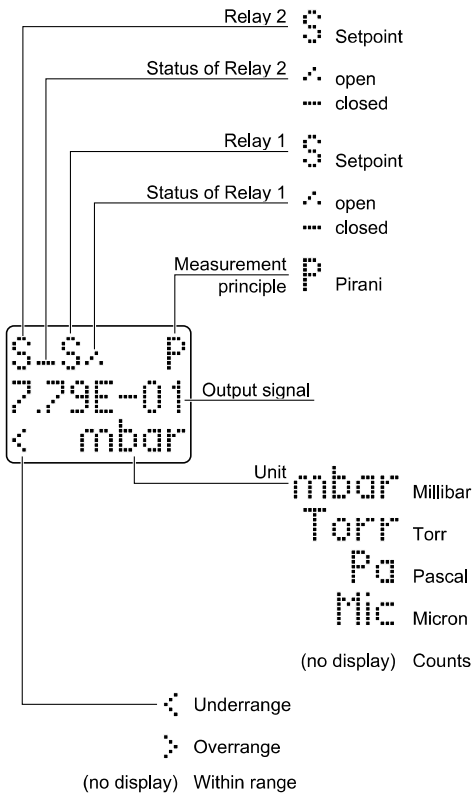 Relay 2 S Setpoint
Status of Relay 2 open
closed
Relay 1 S Setpoint
Status of Relay 1 open
closed
Measurement
principle P Pirani
S S P
7.79E-01 Output signal
< mbar
Unit mbar Millibar
Torr Torr
Pa Pascal
Mic Micron
(no display) Counts
< Underrange
> Overrange
(no display) Within range